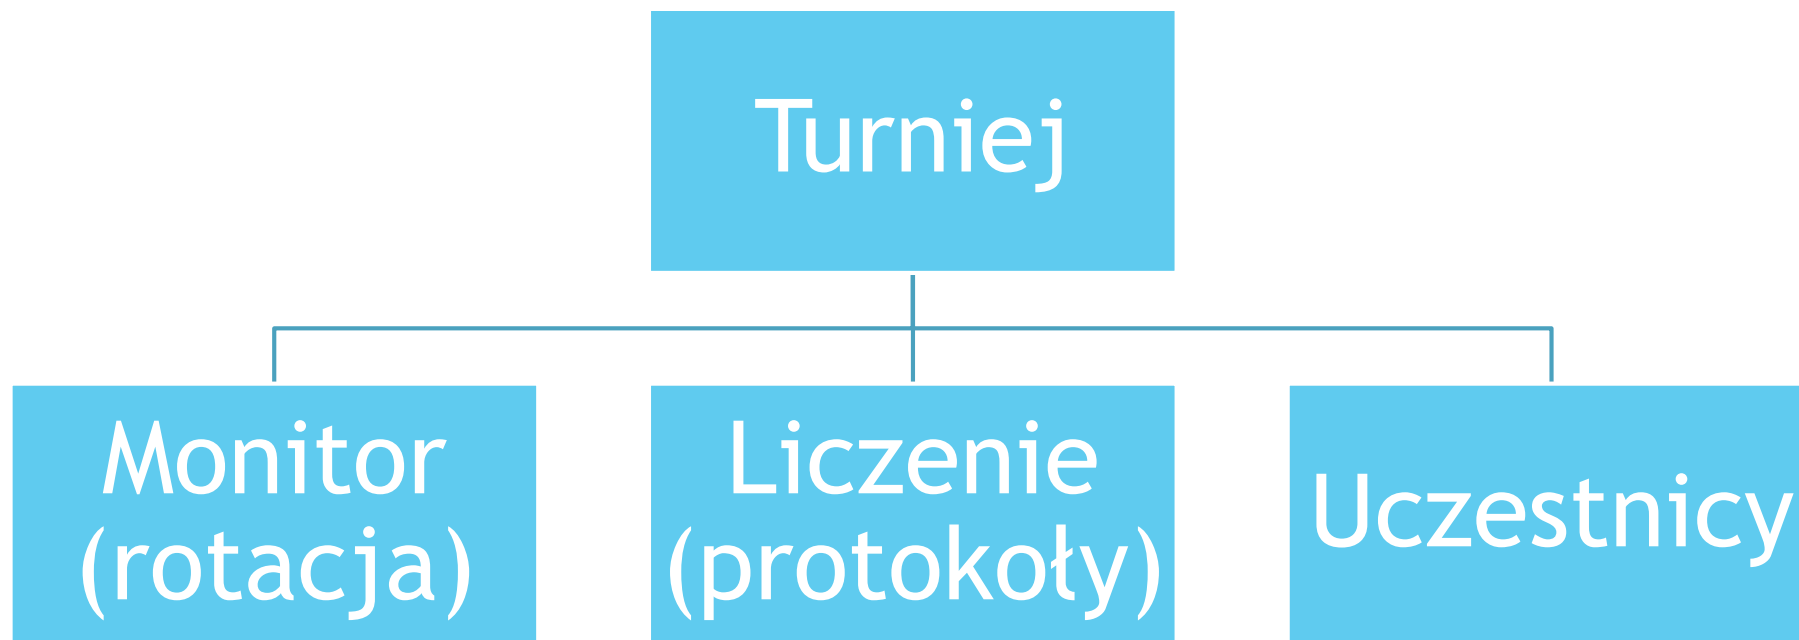 Turniej
Monitor
(rotacja)
Liczenie
(protokoły)
Uczestnicy